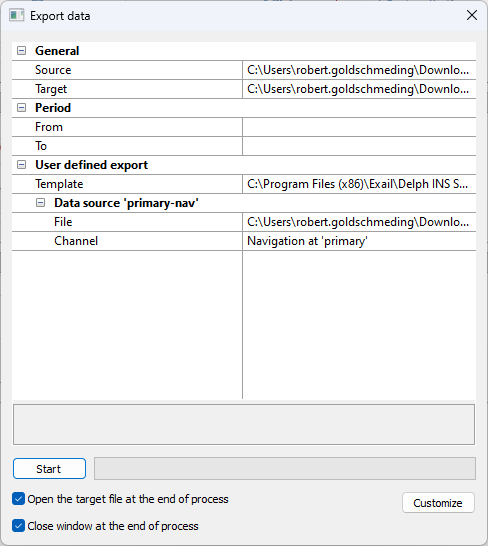 Export data
General
Source C:\Users\robert.goldschmeding\Downlo...
Target C:\Users\robert.goldschmeding\Downlo...
Period
From
To
User defined export
Template C:\Program Files (x86)\Exail\Delph INS S...
Data source 'primary-nav'
File C:\Users\robert.goldschmeding\Downlo...
Channel Navigation at 'primary'
Start
Open the target file at the end of process
Customize
Close window at the end of process